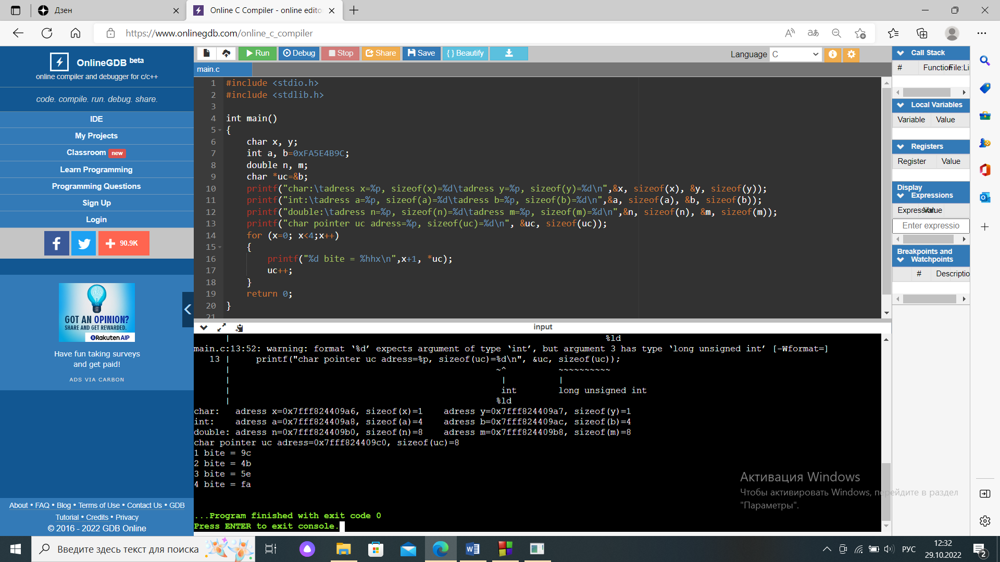 Дзен
Online C Compiler - online edito
https://www.onlinegdb.com/online_c_compiler
OnlineGDB beta
online compiler and debugger for c/c++
code. compile. run. debug. share.
IDE
My Projects
Classroom new
Learn Programming
Programming Questions
Sign Up
Login
90.9K
GOT AN OPINION?
SHARE AND GET REWARDED.
Rakuten AIP
Have fun taking surveys
and get paid!
ADS VIA CARBON
About • FAQ • Blog • Terms of Use • Contact Us • GDB
Tutorial • Credits • Privacy
© 2016 - 2022 GDB Online
Run Debug Stop Share Save { } Beautify
Language C
main.c
1 #include <stdio.h>
2 #include <stdlib.h>
3
4 int main()
5 {
6 char x, y;
7 int a, b=0xFA5E4B9C;
8 double n, m;
9 char *uc=&b;
10 printf("char:\tadress x=%p, sizeof(x)=%d\tadress y=%p, sizeof(y)=%d\n",&x, sizeof(x), &y, sizeof(y));
11 printf("int:\tadress a=%p, sizeof(a)=%d\tadress b=%p, sizeof(b)=%d\n",&a, sizeof(a), &b, sizeof(b));
12 printf("double:\tadress n=%p, sizeof(n)=%d\tadress m=%p, sizeof(m)=%d\n",&n, sizeof(n), &m, sizeof(m));
13 printf("char pointer uc adress=%p, sizeof(uc)=%d\n", &uc, sizeof(uc));
14 for (x=0; x<4;x++)
15 {
16 printf("%d bite = %hhx\n",x+1, *uc);
17 uc++;
18 }
19 return 0;
20 }
21
input
| %ld
main.c:13:52: warning: format ‘%d’ expects argument of type ‘int’, but argument 3 has type ‘long unsigned int’ [-Wformat=]
13 | printf("char pointer uc adress=%p, sizeof(uc)=%d\n", &uc, sizeof(uc));
| ~^ ~~~~~~~~~~
| | |
| int long unsigned int
| %ld
char: adress x=0x7fff824409a6, sizeof(x)=1 adress y=0x7fff824409a7, sizeof(y)=1
int: adress a=0x7fff824409a8, sizeof(a)=4 adress b=0x7fff824409ac, sizeof(b)=4
double: adress n=0x7fff824409b0, sizeof(n)=8 adress m=0x7fff824409b8, sizeof(m)=8
char pointer uc adress=0x7fff824409c0, sizeof(uc)=8
1 bite = 9c
2 bite = 4b
3 bite = 5e
4 bite = fa
...Program finished with exit code 0
Press ENTER to exit console.
Call Stack
# Function File:Li
Local Variables
Variable Value
Registers
Register Value
Display
Expressions
Expression Value
Enter expressio
Breakpoints and
Watchpoints
# Descriptio
Активация Windows
Чтобы активировать Windows, перейдите в раздел
"Параметры".
Введите здесь текст для поиска
РУС
12:32
29.10.2022
2